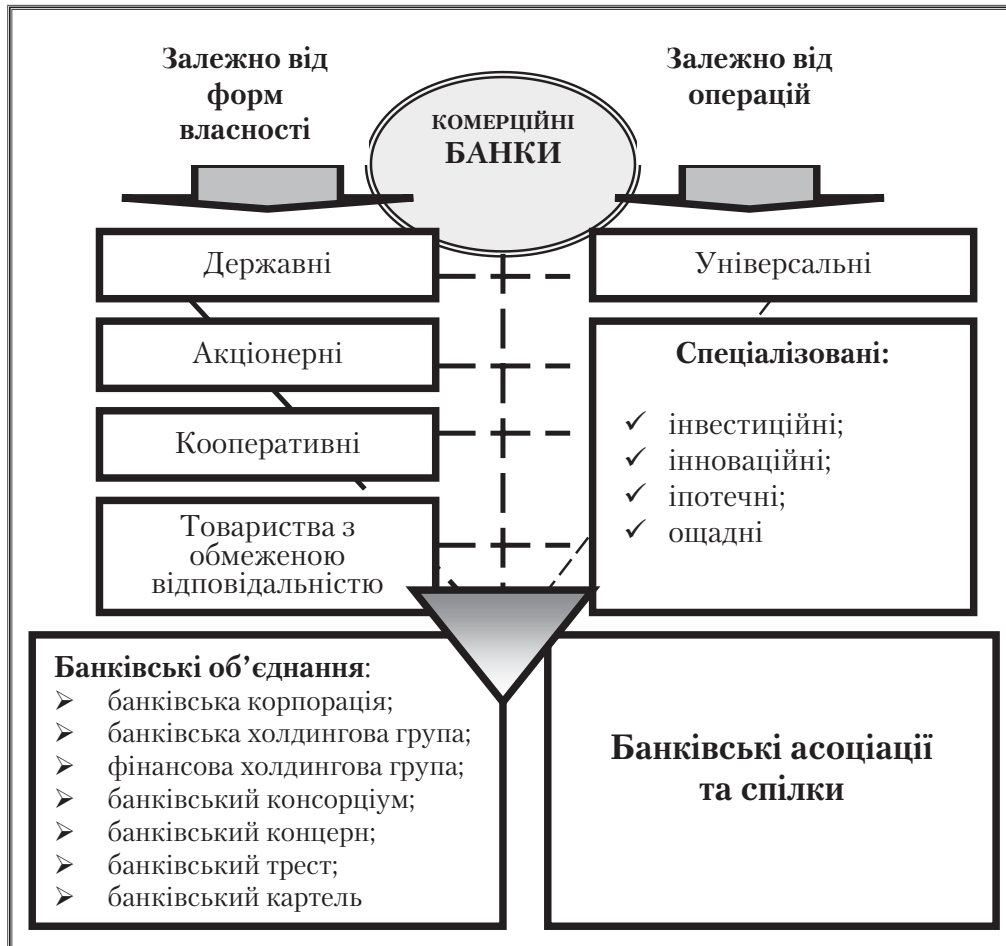 Залежно від
форм
власності
КОМЕРЦІЙНІ
БАНКИ
Залежно від
операцій
Державні
Акціонерні
Кооперативні
Товариства з
обмеженою
відповідальністю
Універсальні
Спеціалізовані:
✓ інвестиційні;
✓ інноваційні;
✓ іпотечні;
✓ ощадні
Банківські об’єднання:
➢ банківська корпорація;
➢ банківська холдингова група;
➢ фінансова холдингова група;
➢ банківський консорціум;
➢ банківський концерн;
➢ банківський трест;
➢ банківський картель
Банківські асоціації
та спілки